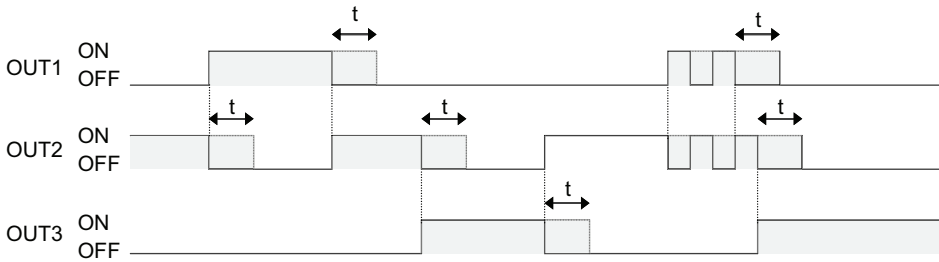 t t
OUT1 ON
OFF
t t t
OUT2 ON
OFF
t
OUT3 ON
OFF